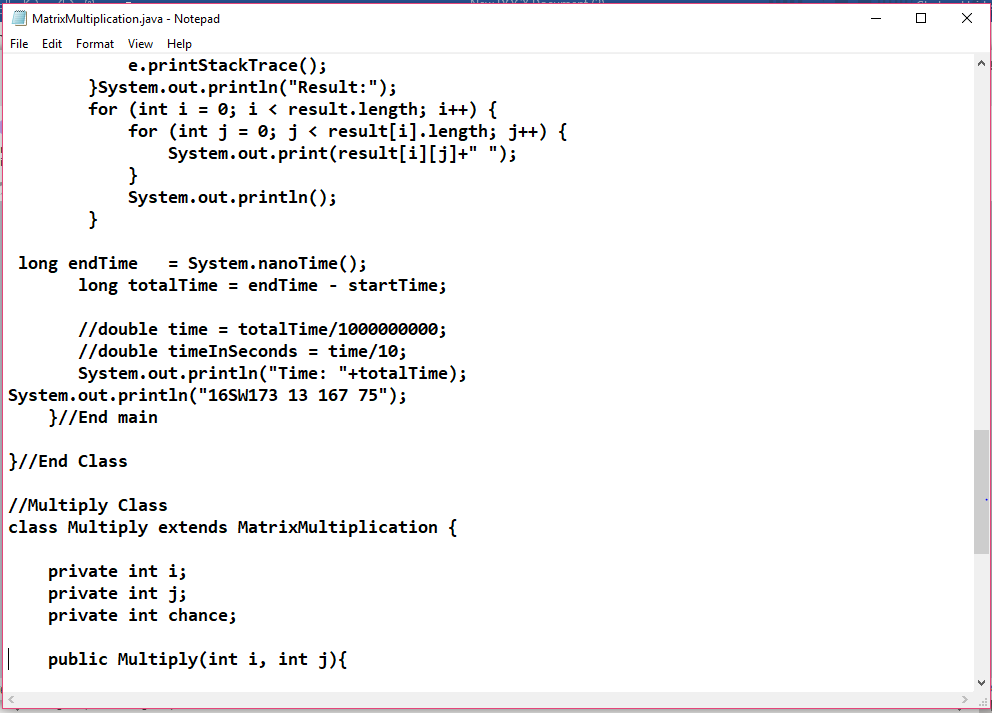 MatrixMultiplication.java - Notepad
File Edit Format View Help
e.printStackTrace();
}System.out.println("Result:");
for (int i = 0; i < result.length; i++) {
for (int j = 0; j < result[i].length; j++) {
System.out.print(result[i][j]+" ");
}
System.out.println();
}
long endTime   = System.nanoTime();
long totalTime = endTime - startTime;
//double time = totalTime/1000000000;
//double timeInSeconds = time/10;
System.out.println("Time: "+totalTime);
System.out.println("16SW173 13 167 75");
}//End main
}//End Class
//Multiply Class
class Multiply extends MatrixMultiplication {
private int i;
private int j;
private int chance;
public Multiply(int i, int j){